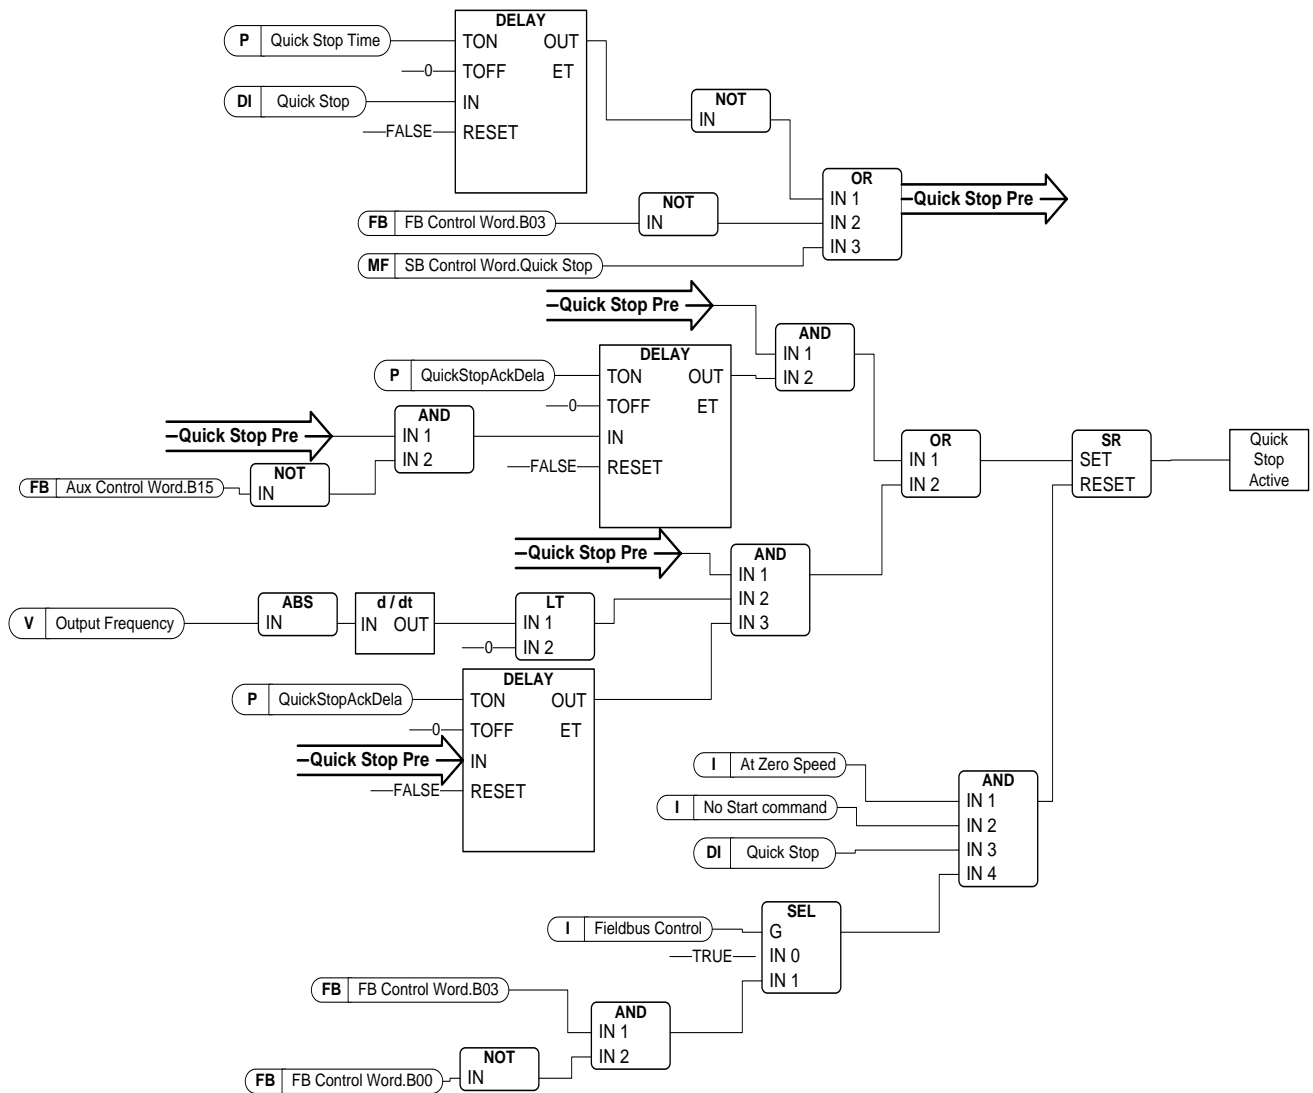 DELAY
P Quick Stop Time
TON OUT
0 TOFF ET
DI Quick Stop
IN
FALSE RESET
NOT
IN
OR
IN 1
IN 2
IN 3
Quick Stop Pre
FB FB Control Word.B03
NOT
IN
MF SB Control Word.Quick Stop
Quick Stop Pre
AND
IN 1
IN 2
DELAY
P QuickStopAckDela
TON OUT
0 TOFF ET
IN
FALSE RESET
Quick Stop Pre
AND
IN 1
IN 2
FB Aux Control Word.B15
NOT
IN
OR
IN 1
IN 2
SR
SET
RESET
Quick
Stop
Active
Quick Stop Pre
AND
IN 1
IN 2
IN 3
V Output Frequency
ABS
IN
d / dt
IN OUT
LT
IN 1
0 IN 2
DELAY
P QuickStopAckDela
TON OUT
0 TOFF ET
Quick Stop Pre
IN
FALSE RESET
I At Zero Speed
I No Start command
DI Quick Stop
AND
IN 1
IN 2
IN 3
IN 4
I Fieldbus Control
SEL
G
TRUE IN 0
IN 1
FB FB Control Word.B03
AND
IN 1
IN 2
FB FB Control Word.B00
NOT
IN